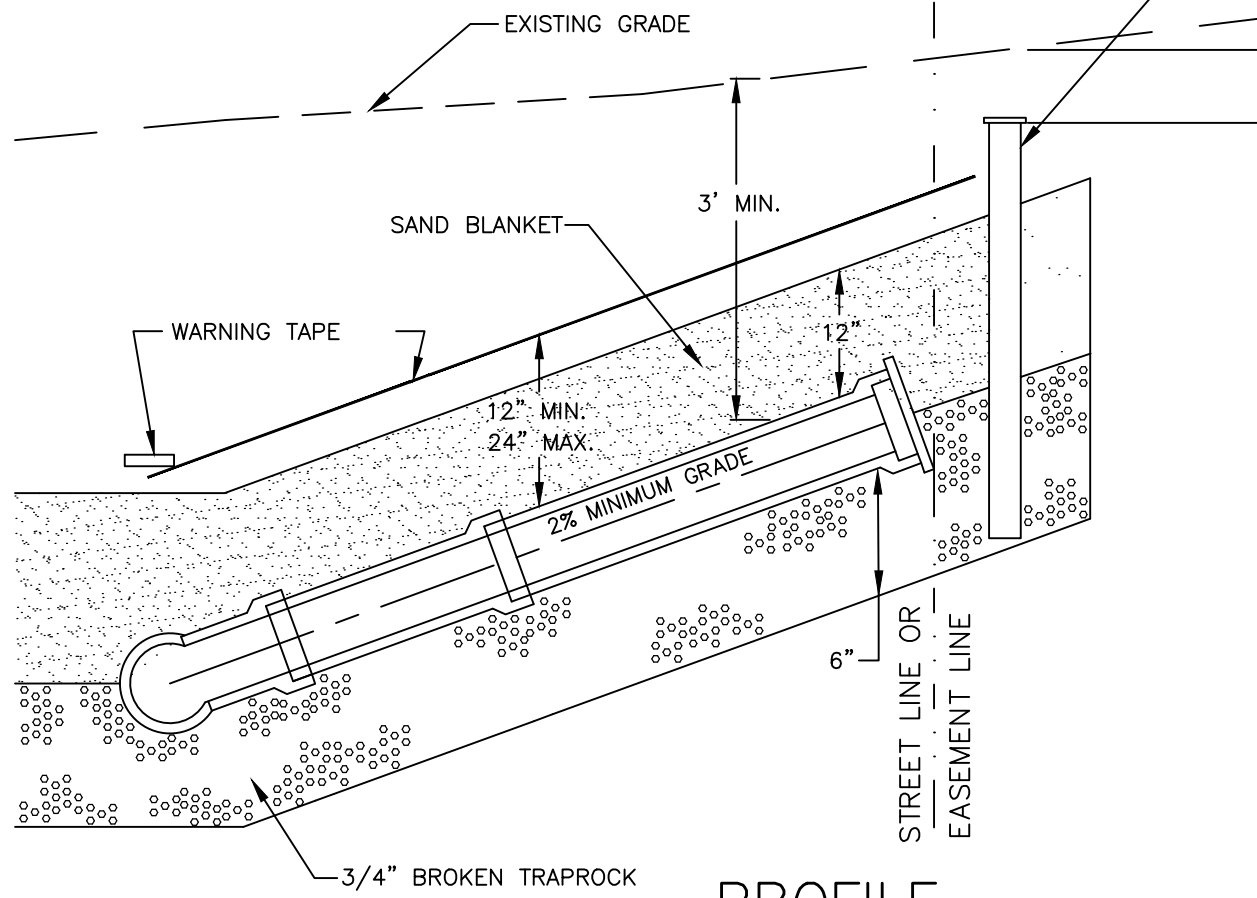 EXISTING GRADE
3' MIN.
SAND BLANKET
WARNING TAPE
12"
12" MIN.
24" MAX.
2% MINIMUM GRADE
6"
STREET LINE OR
EASEMENT LINE
3/4" BROKEN TRAPROCK
PROFILE